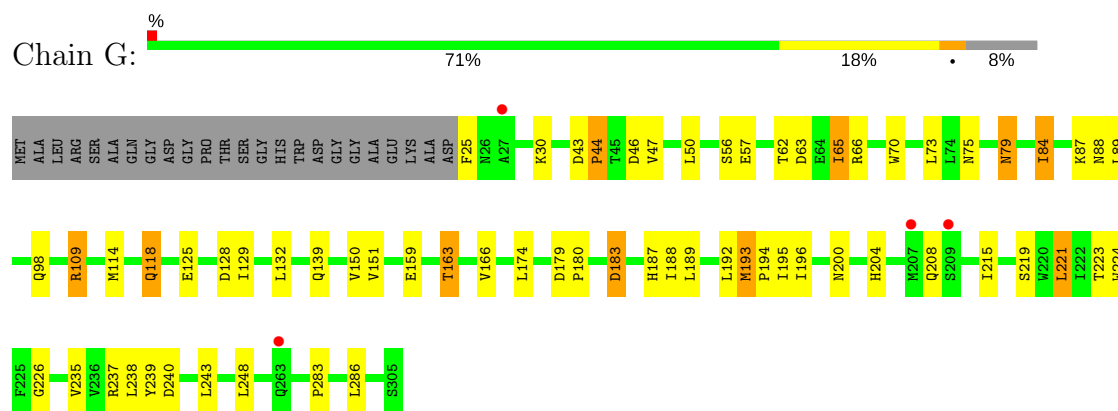 %
Chain G:
71% 18% • 8%
MET ALA LEU ARG SER ALA GLN GLY ASP GLY PRO THR SER GLY HIS TRP ASP GLY GLY ALA GLU LYS ALA ASP F25 N26 A27 K30 D43 P44 T45 D46 V47 L50 S56 E57 T62 D63 E64 I65 R66 W70 L73 L74 N75 N79 I84 K87 N88 L89
Q98 R109 M114 Q118 E125 D128 I129 L132 Q139 V150 V151 E159 T163 V166 L174 D179 P180 D183 H187 I188 L189 L192 M193 P194 I195 I196 N200 H204 M207 Q208 S209 I215 S219 W220 L221 I222 T223 W224
F225 G226 V235 V236 R237 L238 Y239 D240 L243 L248 Q263 P283 L286 S305